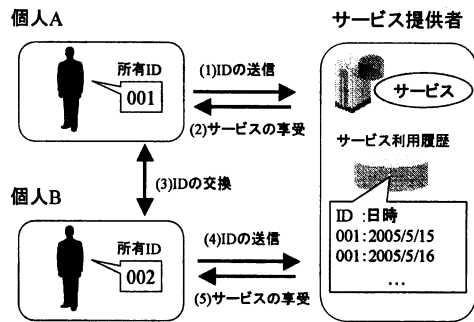 個人A
所有ID
001
(1)IDの送信
(2)サービスの享受
(3)IDの交換
個人B
所有ID
002
(4)IDの送信
(5)サービスの享受
サービス提供者
サービス
サービス利用履歴
ID :日時
001:2005/5/15
001:2005/5/16
…